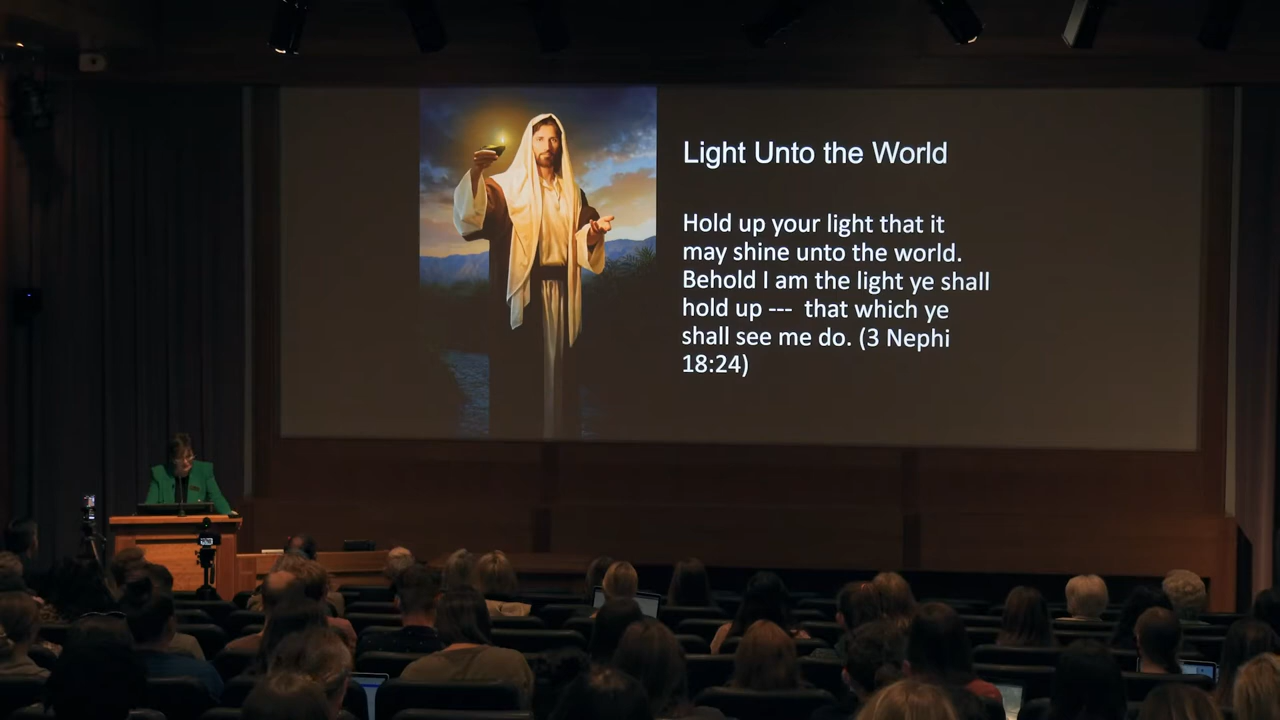 Light Unto the World
Hold up your light that it
may shine unto the world.
Behold I am the light ye shall
hold up ---  that which ye
shall see me do. (3 Nephi
18:24)